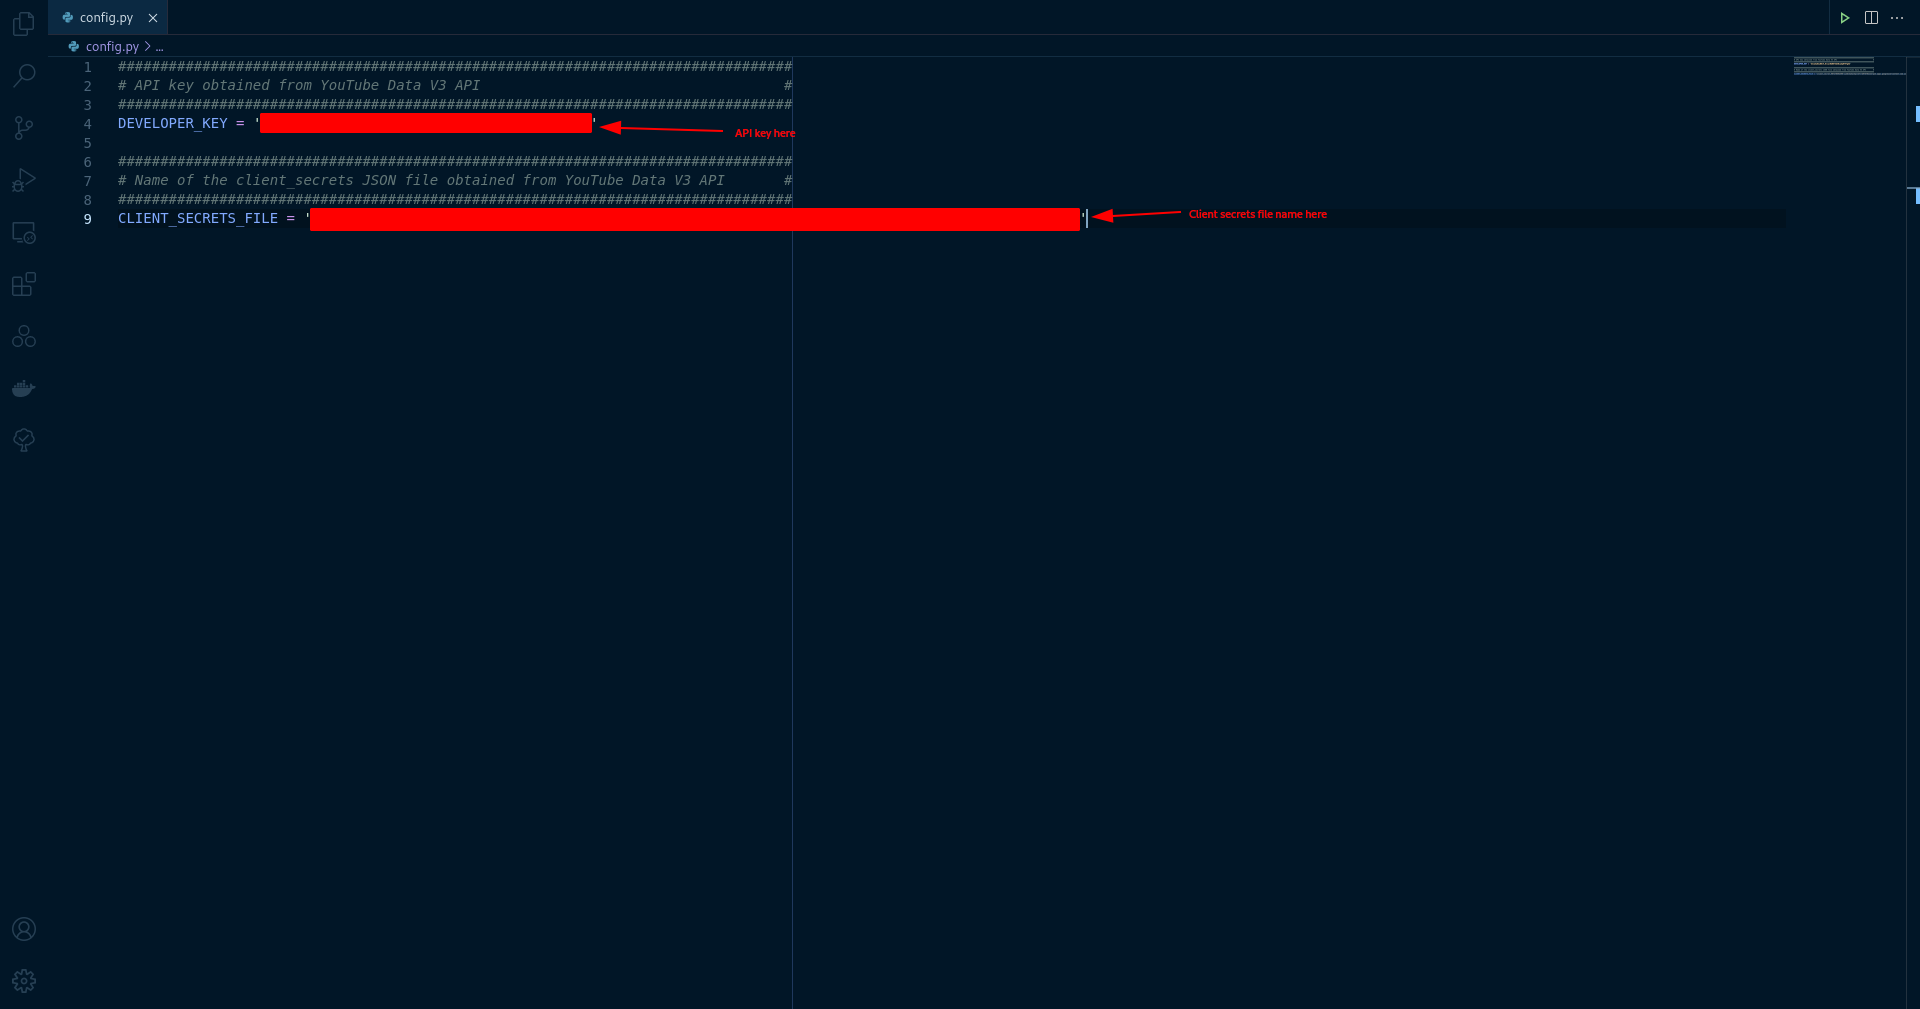 config.py
config.py > ...
1 ################################################################################
2 # API key obtained from YouTube Data V3 API #
3 ################################################################################
4 DEVELOPER_KEY = ' '
API key here
5
6 ################################################################################
7 # Name of the client_secrets JSON file obtained from YouTube Data V3 API #
8 ################################################################################
9 CLIENT_SECRETS_FILE = ' '
Client secrets file name here